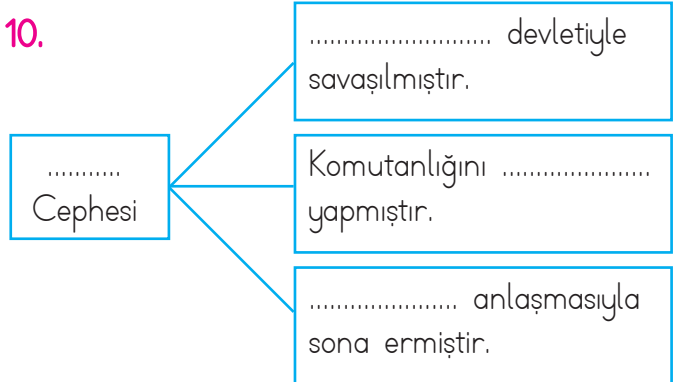 10.
........................... devletiyle
savaşılmıştır.
...........
Cephesi
Komutanlığını ......................
yapmıştır.
...................... anlaşmasıyla
sona ermiştir.